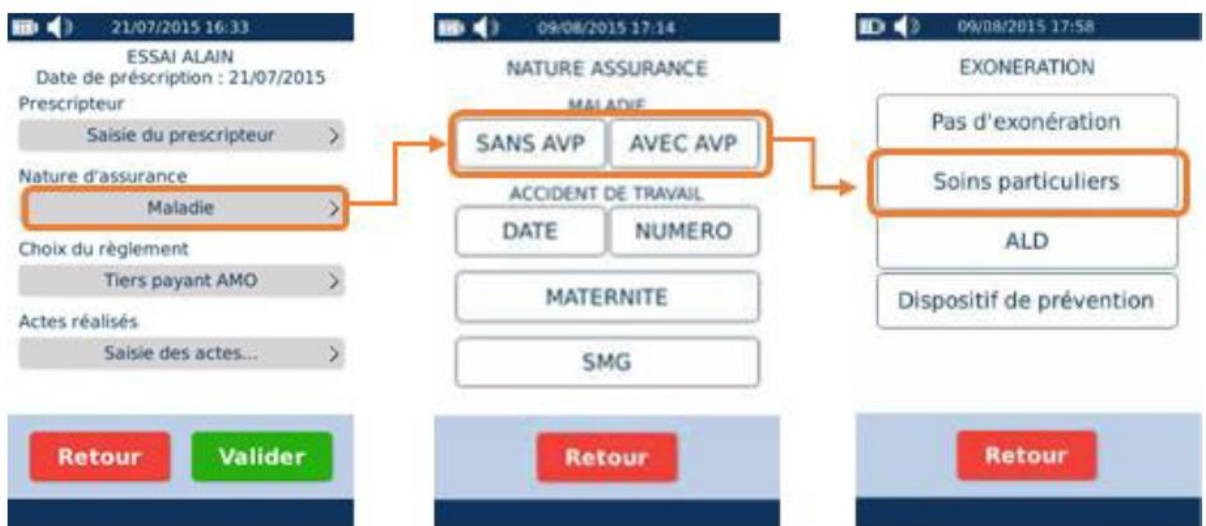 21/07/2015 16:33
ESSAI ALAIN
Date de préscription : 21/07/2015
Prescripteur
Saisie du prescripteur >
Nature d'assurance
Maladie >
Choix du règlement
Tiers payant AMO >
Actes réalisés
Saisie des actes... >
Retour Valider
09/08/2015 17:14
NATURE ASSURANCE
MALADIE
SANS AVP AVEC AVP
ACCIDENT DE TRAVAIL
DATE NUMERO
MATERNITE
SMG
Retour
09/08/2015 17:58
EXONERATION
Pas d'exonération
Soins particuliers
ALD
Dispositif de prévention
Retour